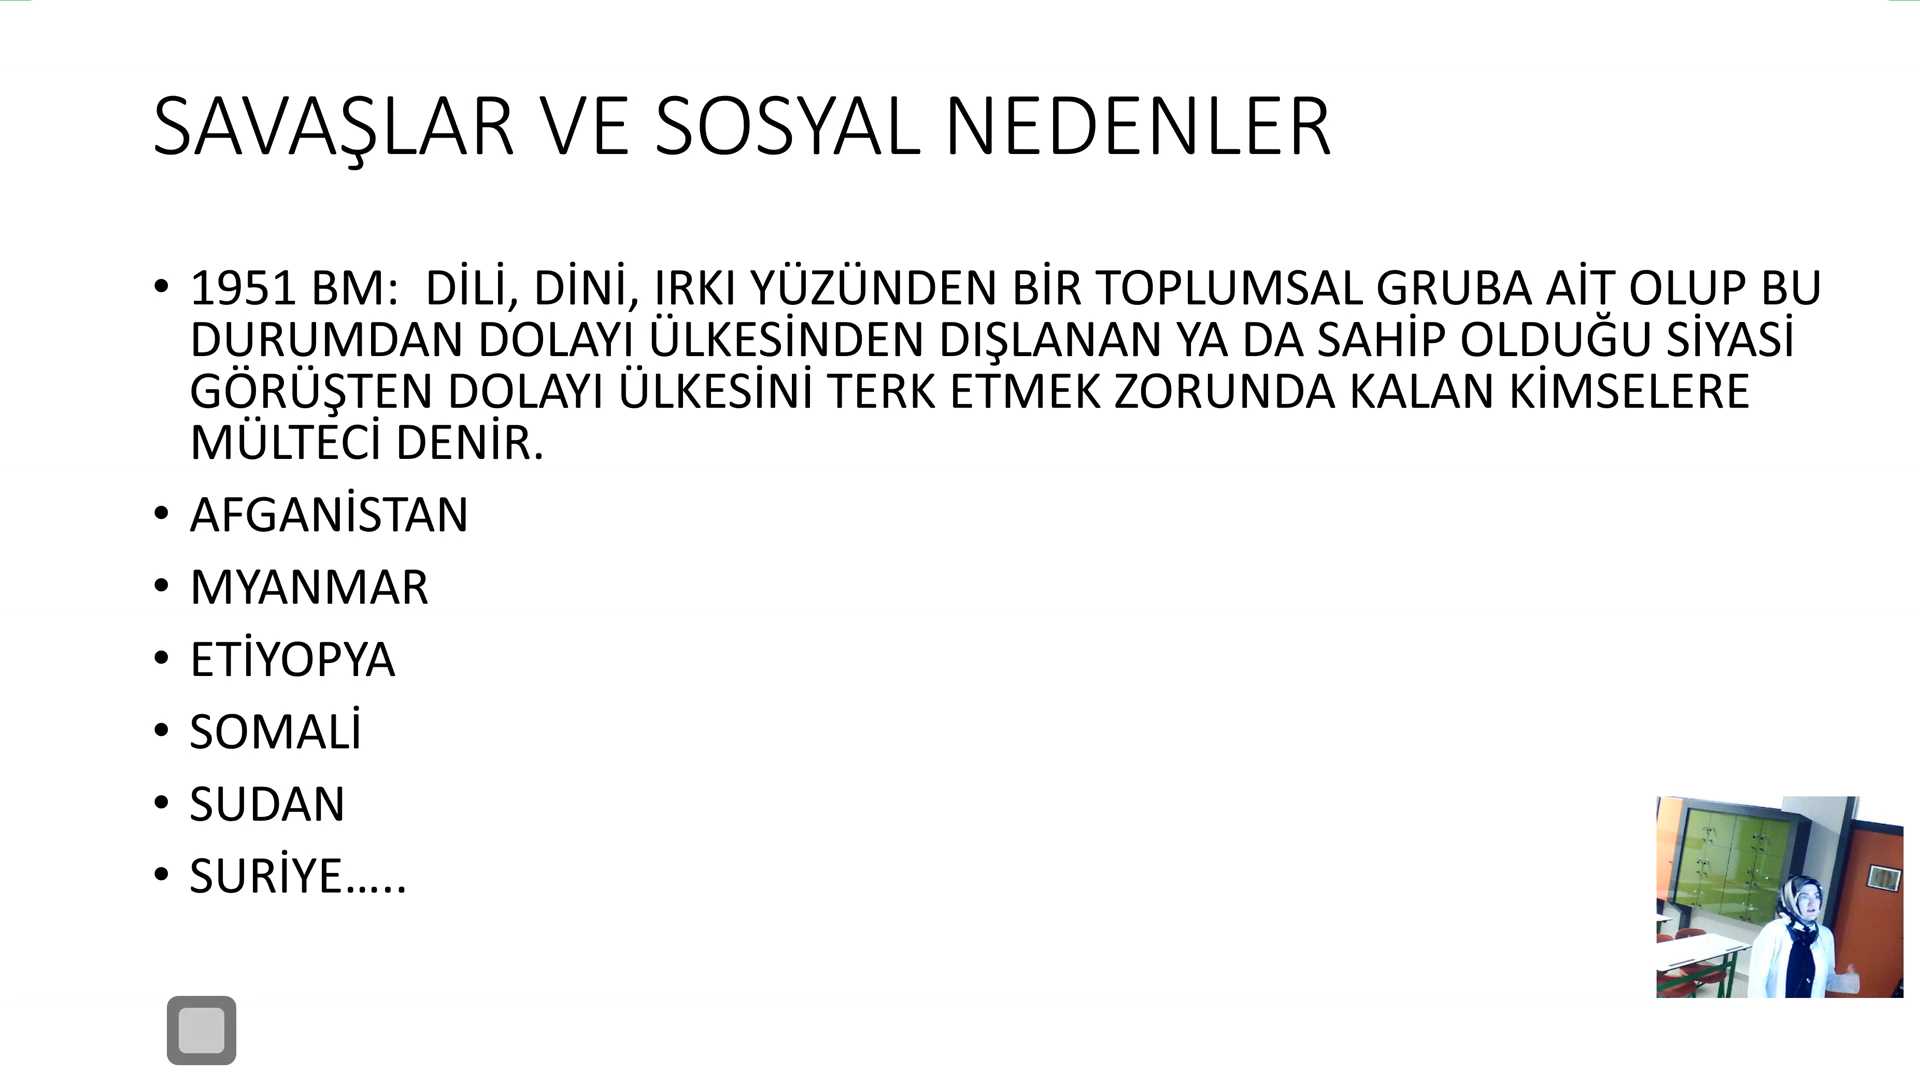 SAVAŞLAR VE SOSYAL NEDENLER
• 1951 BM:  DİLİ, DİNİ, IRKI YÜZÜNDEN BİR TOPLUMSAL GRUBA AİT OLUP BU
DURUMDAN DOLAYI ÜLKESİNDEN DIŞLANAN YA DA SAHİP OLDUĞU SİYASİ
GÖRÜŞTEN DOLAYI ÜLKESİNİ TERK ETMEK ZORUNDA KALAN KİMSELERE
MÜLTECİ DENİR.
• AFGANİSTAN
• MYANMAR
• ETİYOPYA
• SOMALİ
• SUDAN
• SURİYE…..